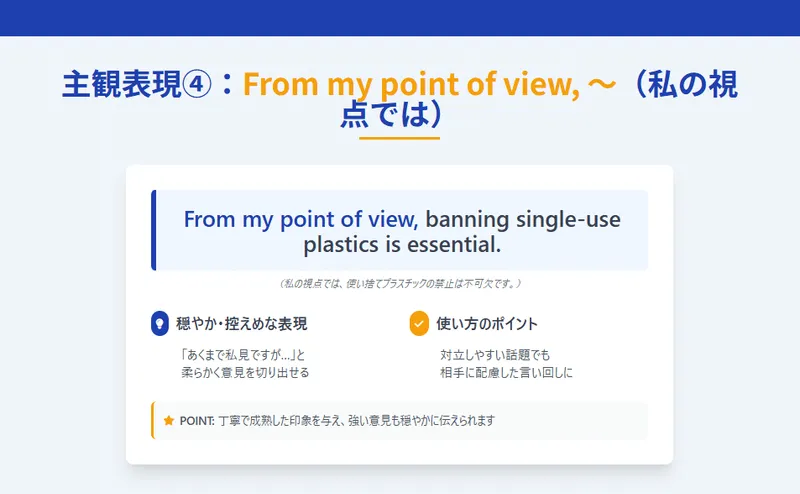 主観表現④：From my point of view, ～（私の視
点では）
From my point of view, banning single-use
plastics is essential.
（私の視点では、使い捨てプラスチックの禁止は不可欠です。）
穏やか・控えめな表現
「あくまで私見ですが...」と
柔らかく意見を切り出せる
使い方のポイント
対立しやすい話題でも
相手に配慮した言い回しに
POINT: 丁寧で成熟した印象を与え、強い意見も穏やかに伝えられます